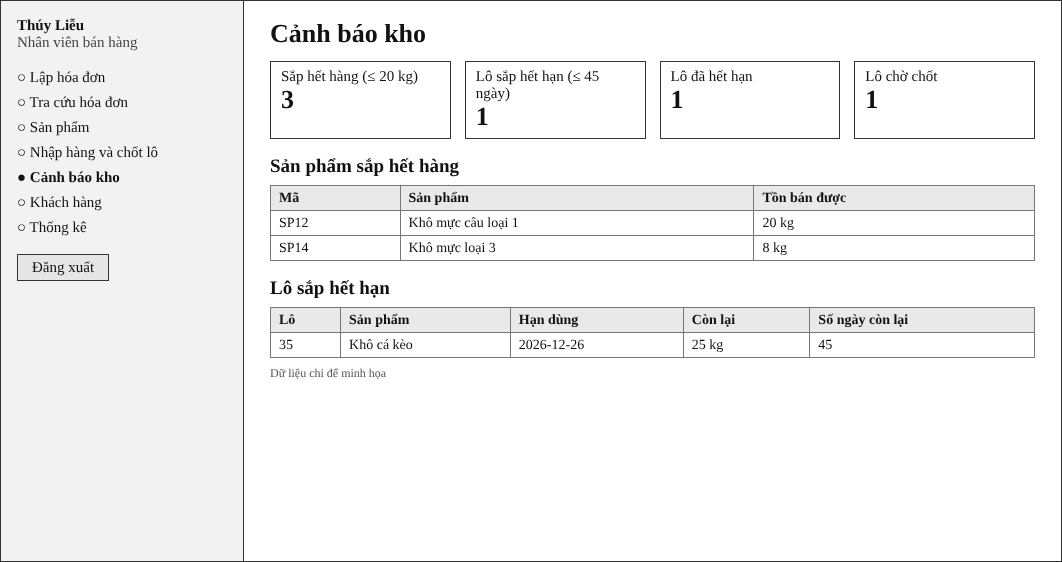 Thúy Liễu
Nhân viên bán hàng
○ Lập hóa đơn
○ Tra cứu hóa đơn
○ Sản phẩm
○ Nhập hàng và chốt lô
● Cảnh báo kho
○ Khách hàng
○ Thống kê
Đăng xuất
Cảnh báo kho
Sắp hết hàng (≤ 20 kg)
3
Lô sắp hết hạn (≤ 45
ngày)
1
Lô đã hết hạn
1
Lô chờ chốt
1
Sản phẩm sắp hết hàng
Mã Sản phẩm Tồn bán được
SP12 Khô mực câu loại 1 20 kg
SP14 Khô mực loại 3 8 kg
Lô sắp hết hạn
Lô Sản phẩm Hạn dùng Còn lại Số ngày còn lại
35 Khô cá kèo 2026-12-26 25 kg 45
Dữ liệu chỉ để minh họa